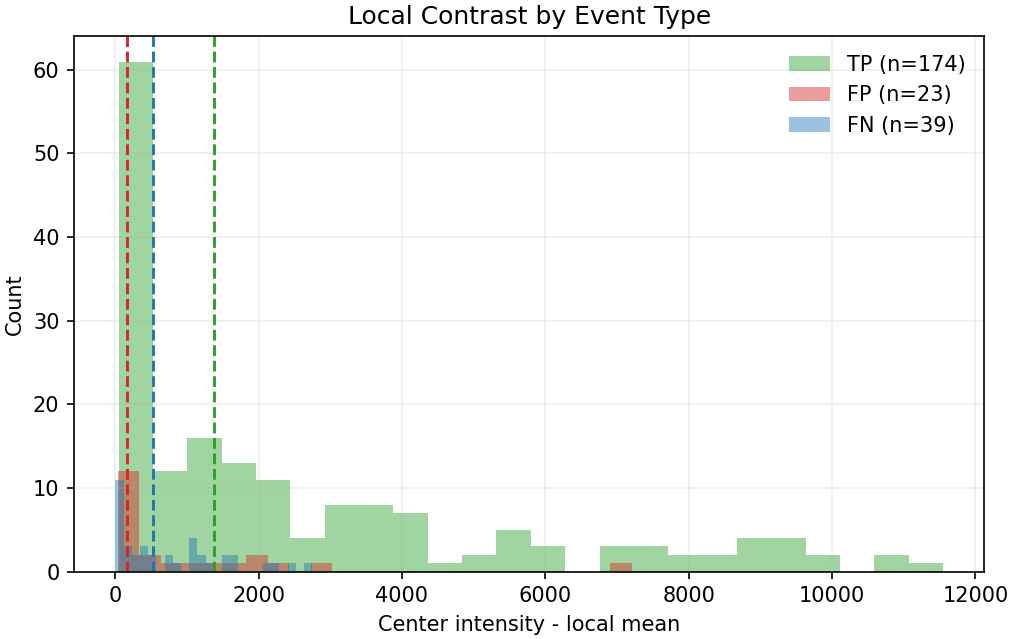 Local Contrast by Event Type
TP (n=174)
FP (n=23)
FN (n=39)
Count
60
50
40
30
20
10
0
0 2000 4000 6000 8000 10000 12000
Center intensity - local mean